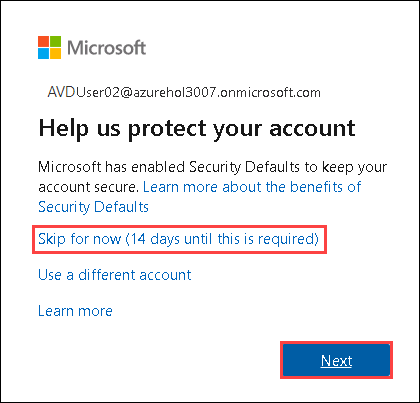 Microsoft
AVDUser02@azurehol3007.onmicrosoft.com
Help us protect your account
Microsoft has enabled Security Defaults to keep your
account secure. Learn more about the benefits of
Security Defaults
Skip for now (14 days until this is required)
Use a different account
Learn more
Next